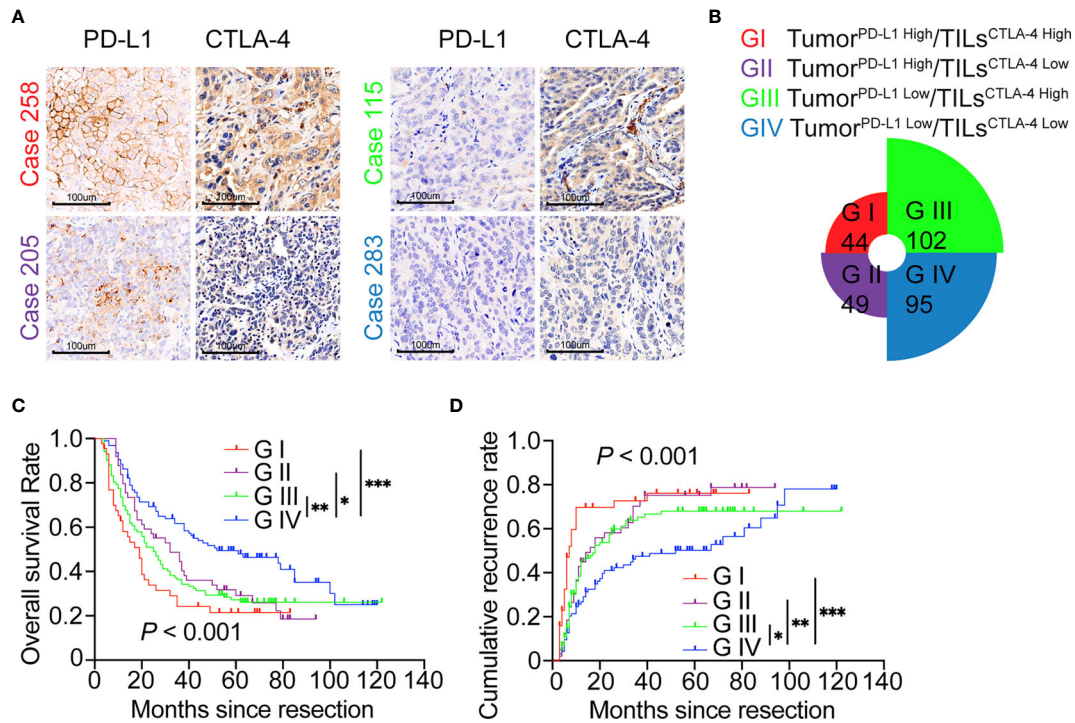 A
PD-L1 CTLA-4 PD-L1 CTLA-4
Case 258
100um
100um
Case 115
100um
100um
Case 205
100um
100um
Case 283
100um
100um
B
GI Tumor^PD-L1 High/TILs^CTLA-4 High
GII Tumor^PD-L1 High/TILs^CTLA-4 Low
GIII Tumor^PD-L1 Low/TILs^CTLA-4 High
GIV Tumor^PD-L1 Low/TILs^CTLA-4 Low
G I
44
G III
102
G II
49
G IV
95
C
Overall survival Rate
1.0
0.8
0.6
0.4
0.2
0
0 20 40 60 80 100 120 140
Months since resection
G I
G II
G III
G IV
** * ***
P < 0.001
D
Cumulative recurrence rate
1.0
0.8
0.6
0.4
0.2
0
0 20 40 60 80 100 120 140
Months since resection
P < 0.001
G I
G II
G III
G IV
* ** ***